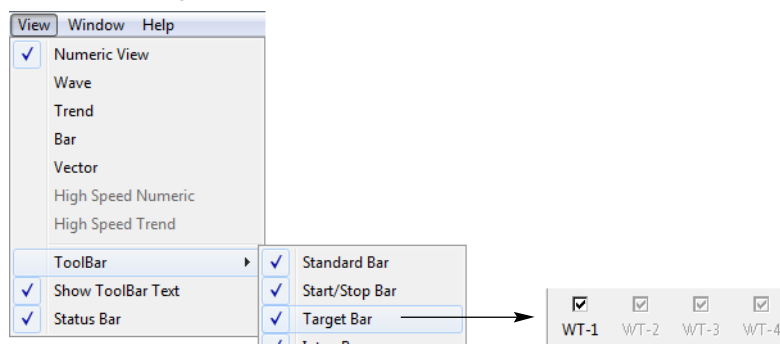 View Window Help
Numeric View
Wave
Trend
Bar
Vector
High Speed Numeric
High Speed Trend
ToolBar
Show ToolBar Text
Status Bar
Standard Bar
Start/Stop Bar
Target Bar
WT-1 WT-2 WT-3 WT-4